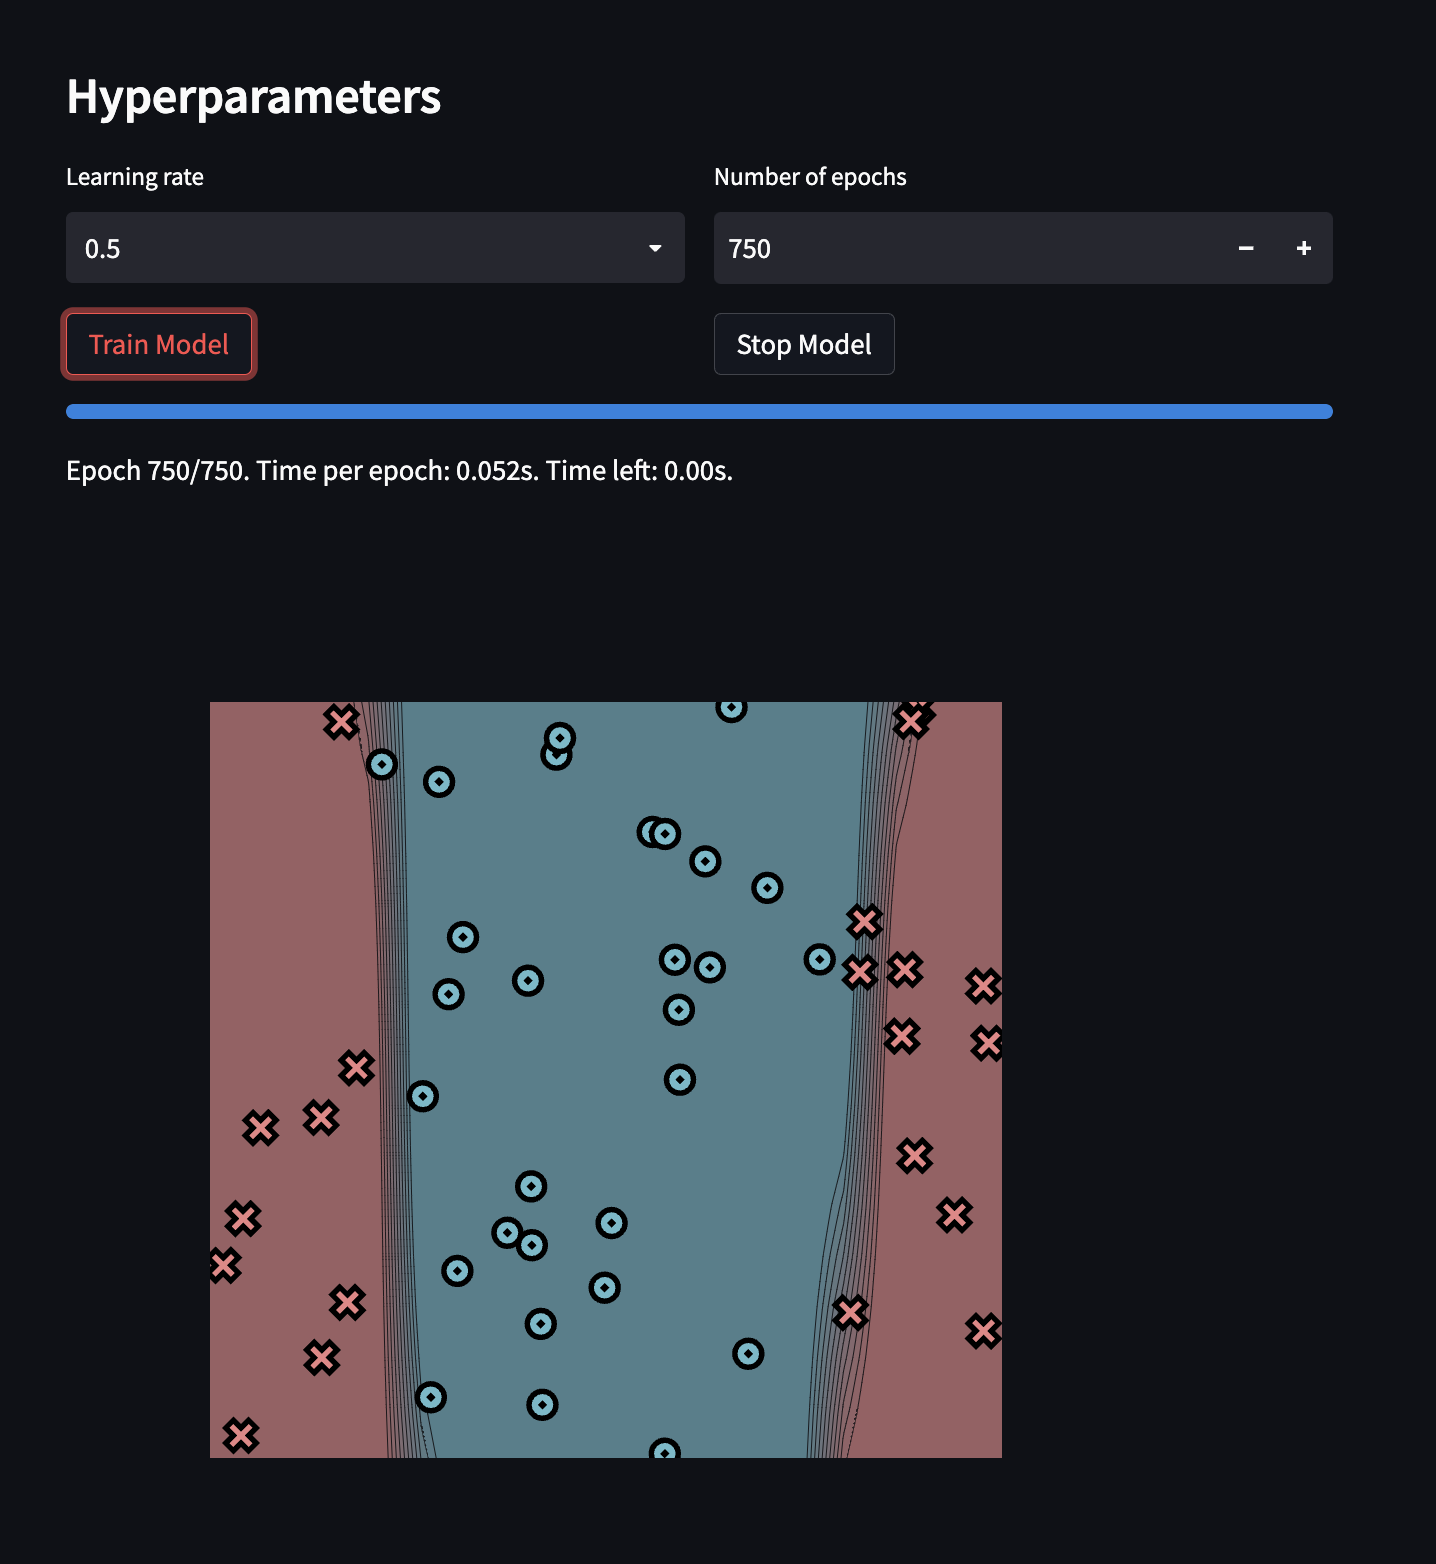 Hyperparameters
Learning rate
Number of epochs
0.5
750
Train Model
Stop Model
Epoch 750/750. Time per epoch: 0.052s. Time left: 0.00s.